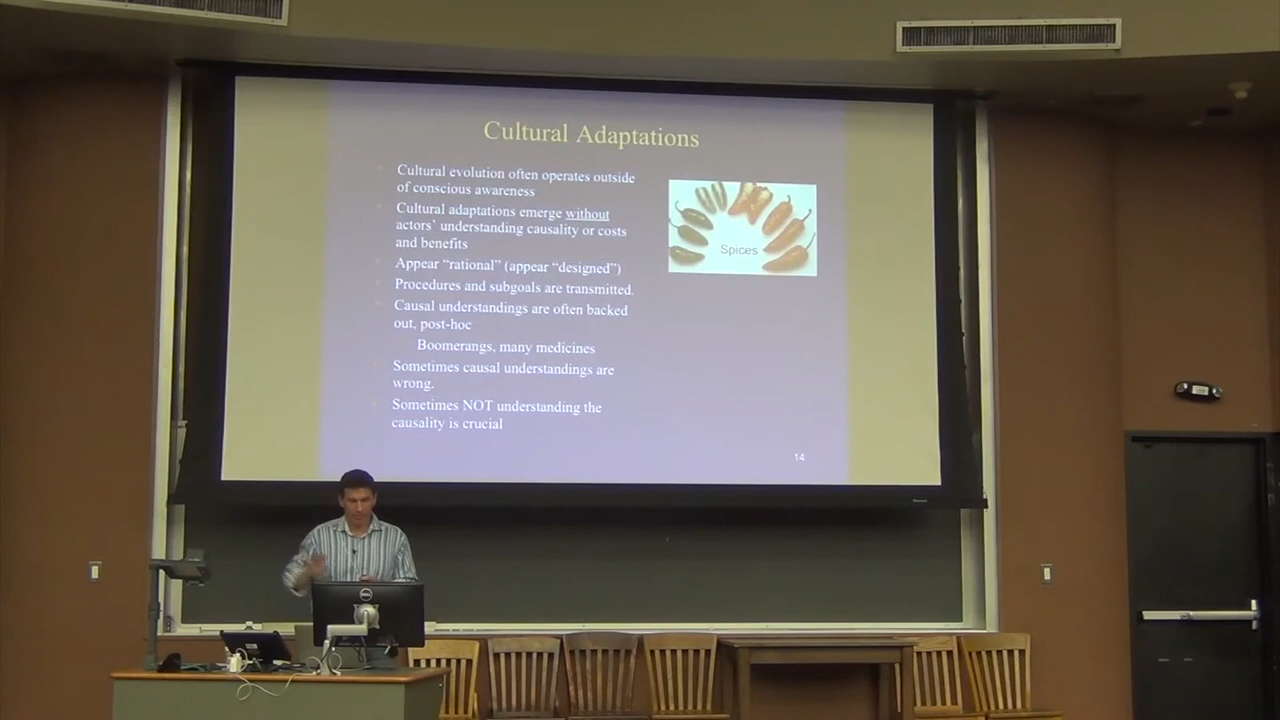 Cultural Adaptations
Cultural evolution often operates outside
of conscious awareness
Cultural adaptations emerge without
actors' understanding causality or costs
and benefits
Appear “rational” (appear “designed”)
Procedures and subgoals are transmitted.
Causal understandings are often backed
out, post-hoc
Boomerangs, many medicines
Sometimes causal understandings are
wrong.
Sometimes NOT understanding the
causality is crucial
Spices
14
DELL